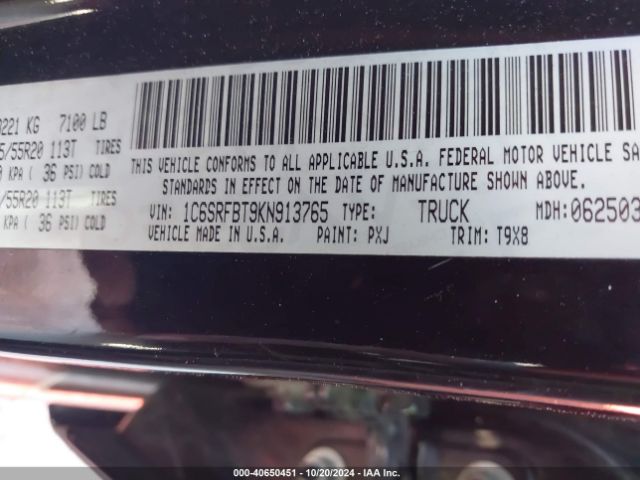 221 KG 7100 LB
5/55R20 113T TIRES
KPA ( 36 PSI) COLD
/55R20 113T TIRES
KPA ( 36 PSI) COLD
THIS VEHICLE CONFORMS TO ALL APPLICABLE U.S.A. FEDERAL MOTOR VEHICLE SA
STANDARDS IN EFFECT ON THE DATE OF MANUFACTURE SHOWN ABOVE.
VIN: 1C6SRFBT9KN913765 TYPE: TRUCK MDH:062503
VEHICLE MADE IN U.S.A. PAINT: PXJ TRIM: T9X8
000-40650451 - 10/20/2024 - IAA Inc.